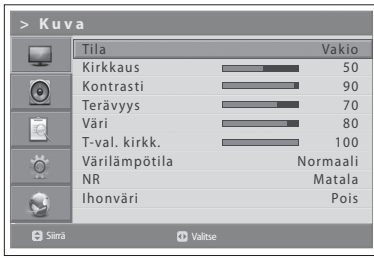 > Kuva
Tila Vakio
Kirkkaus 50
Kontrasti 90
Terävyys 70
Väri 80
T-val. kirkk. 100
Värilämpötila Normaali
NR Matala
Ihonväri Pois
Siirrä Valitse